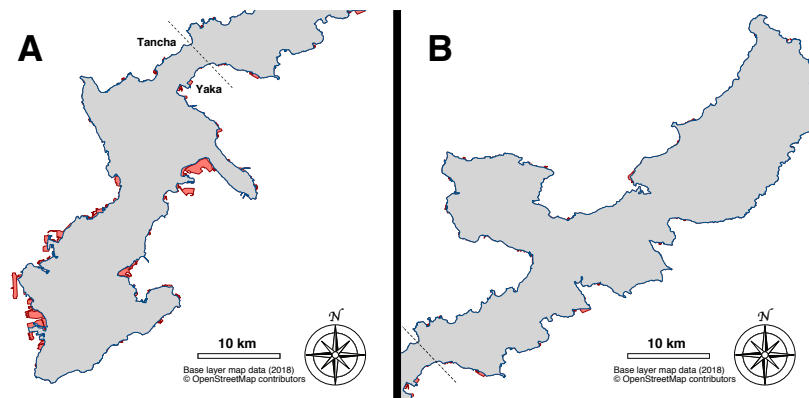 A
Tancha
Yaka
N
10 km
Base layer map data (2018)
© OpenStreetMap contributors
B
N
10 km
Base layer map data (2018)
© OpenStreetMap contributors